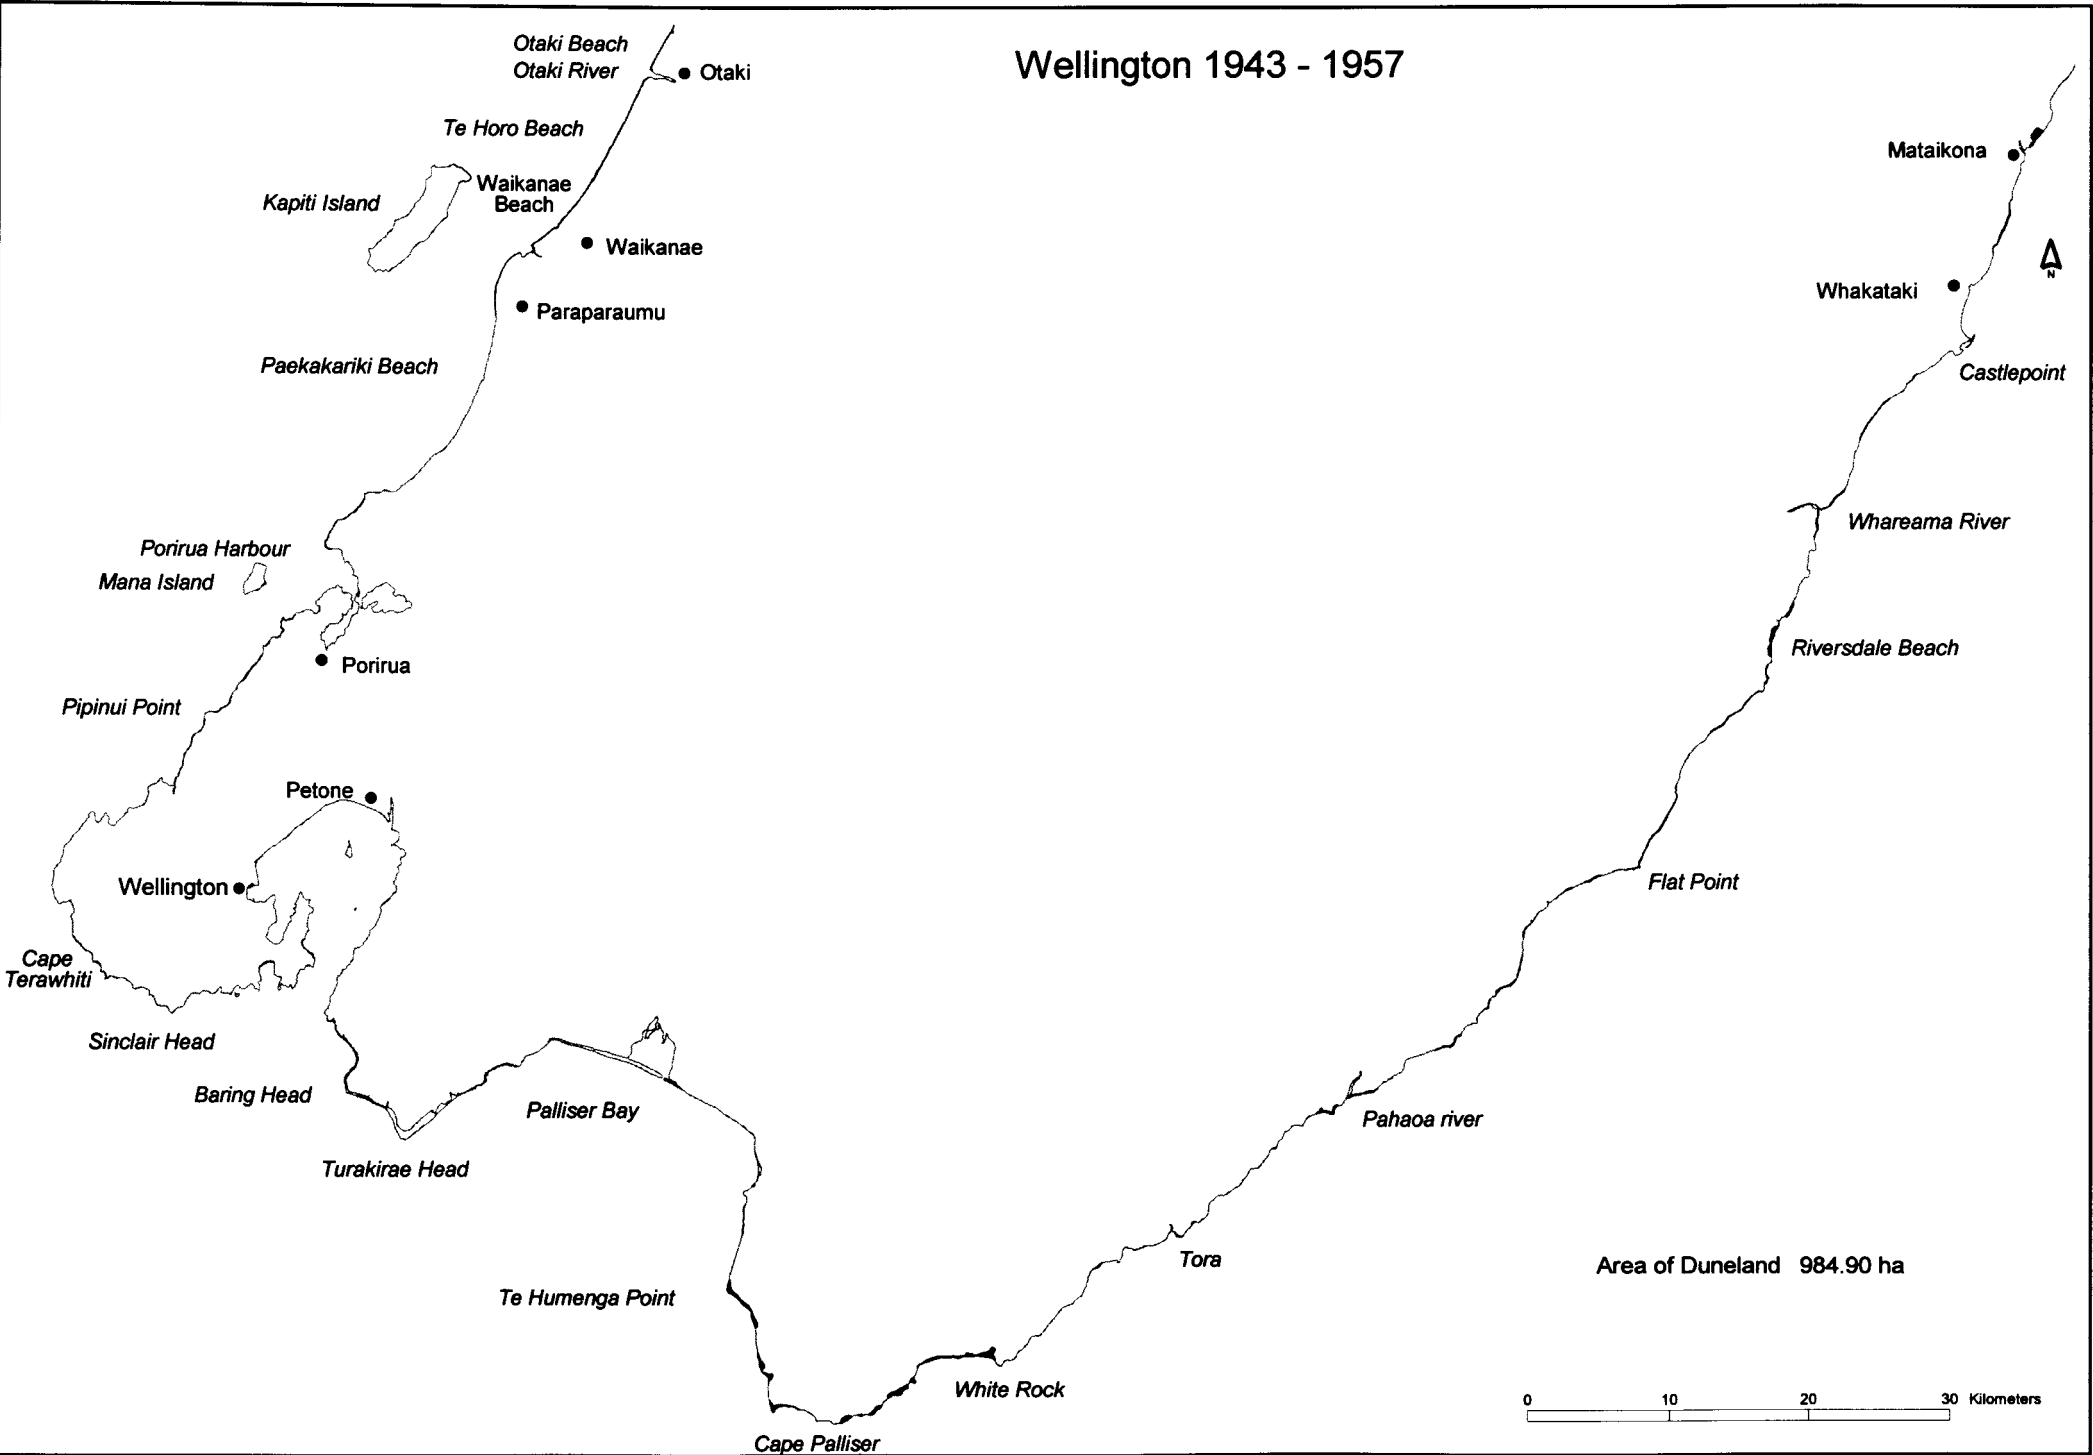 Wellington 1943 - 1957
Otaki Beach
Otaki River
Otaki
Te Horo Beach
Mataikona
Kapiti Island
Waikanae
Beach
Waikanae
N
Whakataki
Paraparaumu
Paekakariki Beach
Castlepoint
Whareama River
Porirua Harbour
Mana Island
Riversdale Beach
Porirua
Pipinui Point
Petone
Flat Point
Wellington
Cape
Terawhiti
Sinclair Head
Baring Head
Palliser Bay
Pahaoa river
Turakirae Head
Tora
Area of Duneland 984.90 ha
Te Humenga Point
White Rock
0 10 20 30 Kilometers
Cape Palliser